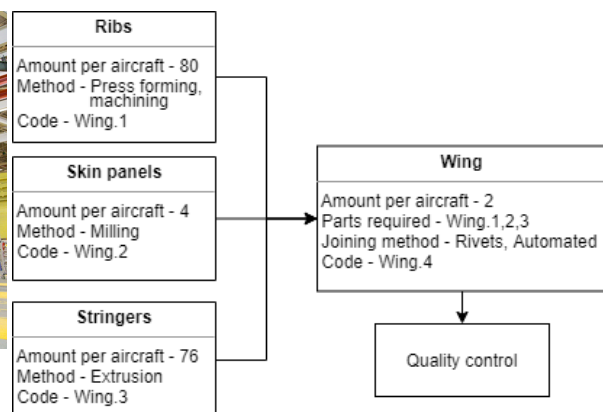 Ribs
Amount per aircraft - 80
Method - Press forming,
machining
Code - Wing.1
Skin panels
Amount per aircraft - 4
Method - Milling
Code - Wing.2
Stringers
Amount per aircraft - 76
Method - Extrusion
Code - Wing.3
Wing
Amount per aircraft - 2
Parts required - Wing.1,2,3
Joining method - Rivets, Automated
Code - Wing.4
Quality control